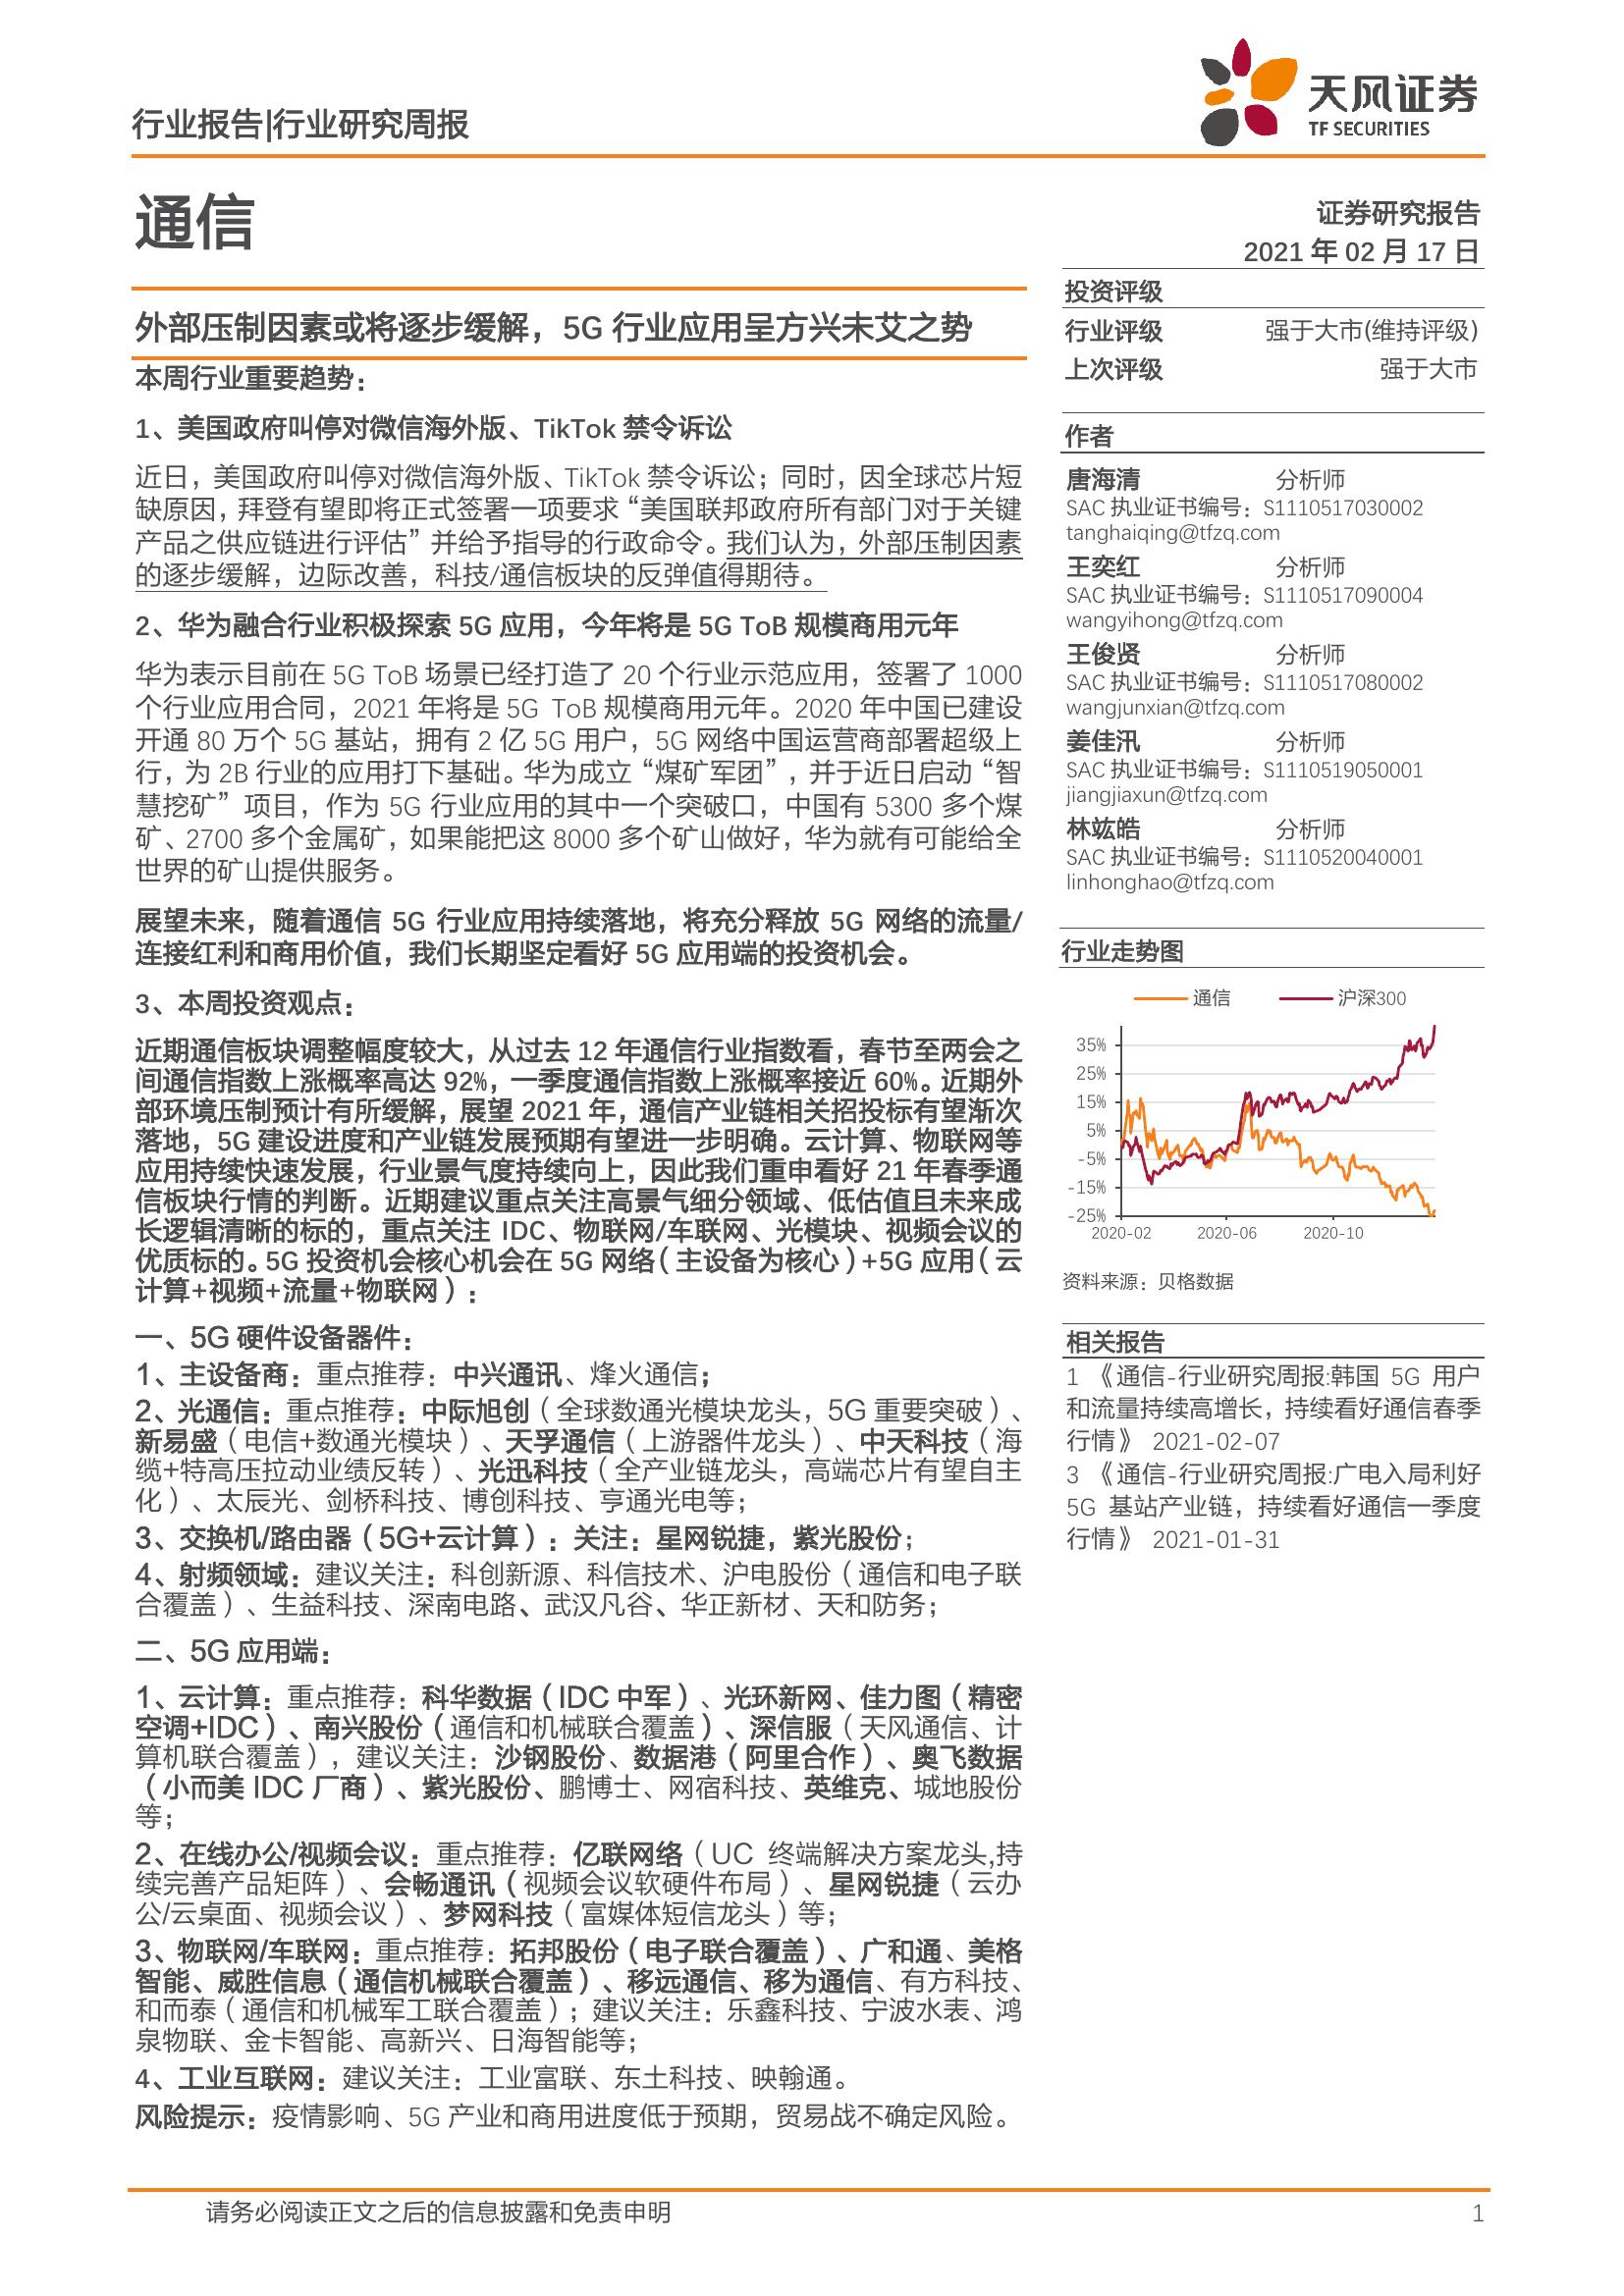 行业报告|行业研究周报
天风证券
TF SECURITIES
通信
证券研究报告
2021 年 02 月 17 日
外部压制因素或将逐步缓解，5G 行业应用呈方兴未艾之势
本周行业重要趋势：
1、美国政府叫停对微信海外版、TikTok 禁令诉讼
近日，美国政府叫停对微信海外版、TikTok 禁令诉讼；同时，因全球芯片短
缺原因，拜登有望即将正式签署一项要求“美国联邦政府所有部门对于关键
产品之供应链进行评估”并给予指导的行政命令。我们认为，外部压制因素
的逐步缓解，边际改善，科技/通信板块的反弹值得期待。
2、华为融合行业积极探索 5G 应用，今年将是 5G ToB 规模商用元年
华为表示目前在 5G ToB 场景已经打造了 20 个行业示范应用，签署了 1000
个行业应用合同，2021 年将是 5G ToB 规模商用元年。2020 年中国已建设
开通 80 万个 5G 基站，拥有 2 亿 5G 用户，5G 网络中国运营商部署超级上
行，为 2B 行业的应用打下基础。华为成立“煤矿军团”，并于近日启动“智
慧挖矿” 项目，作为 5G 行业应用的其中一个突破口，中国有 5300 多个煤
矿、2700 多个金属矿，如果能把这 8000 多个矿山做好，华为就有可能给全
世界的矿山提供服务。
展望未来，随着通信 5G 行业应用持续落地，将充分释放 5G 网络的流量/
连接红利和商用价值，我们长期坚定看好 5G 应用端的投资机会。
3、本周投资观点：
近期通信板块调整幅度较大，从过去 12 年通信行业指数看，春节至两会之
间通信指数上涨概率高达 92%，一季度通信指数上涨概率接近 60%。近期外
部环境压制预计有所缓解，展望 2021 年，通信产业链相关招投标有望渐次
落地，5G 建设进度和产业链发展预期有望进一步明确。云计算、物联网等
应用持续快速发展，行业景气度持续向上，因此我们重申看好 21 年春季通
信板块行情的判断。近期建议重点关注高景气细分领域、低估值且未来成
长逻辑清晰的标的，重点关注 IDC、物联网/车联网、光模块、视频会议的
优质标的。5G 投资机会核心机会在 5G 网络（主设备为核心）+5G 应用（云
计算+视频+流量+物联网）：
一、5G 硬件设备器件：
1、主设备商：重点推荐：中兴通讯、烽火通信；
2、光通信：重点推荐：中际旭创（全球数通光模块龙头，5G 重要突破）、
新易盛（电信+数通光模块）、天孚通信（上游器件龙头）、中天科技（海
缆+特高压拉动业绩反转）、光迅科技（全产业链龙头，高端芯片有望自主
化）、太辰光、剑桥科技、博创科技、亨通光电等；
3、交换机/路由器（5G+云计算）：关注：星网锐捷，紫光股份；
4、射频领域：建议关注：科创新源、科信技术、沪电股份（通信和电子联
合覆盖）、生益科技、深南电路、武汉凡谷、华正新材、天和防务；
二、5G 应用端：
1、云计算：重点推荐：科华数据（IDC 中军）、光环新网、佳力图（精密
空调+IDC）、南兴股份（通信和机械联合覆盖）、深信服（天风通信、计
算机联合覆盖），建议关注：沙钢股份、数据港（阿里合作）、奥飞数据
（小而美 IDC 厂商）、紫光股份、鹏博士、网宿科技、英维克、城地股份
等；
2、在线办公/视频会议：重点推荐：亿联网络（UC 终端解决方案龙头,持
续完善产品矩阵）、会畅通讯（视频会议软硬件布局）、星网锐捷（云办
公/云桌面、视频会议）、梦网科技（富媒体短信龙头）等；
3、物联网/车联网：重点推荐：拓邦股份（电子联合覆盖）、广和通、美格
智能、威胜信息（通信机械联合覆盖）、移远通信、移为通信、有方科技、
和而泰（通信和机械军工联合覆盖）；建议关注：乐鑫科技、宁波水表、鸿
泉物联、金卡智能、高新兴、日海智能等；
4、工业互联网：建议关注：工业富联、东土科技、映翰通。
风险提示：疫情影响、5G 产业和商用进度低于预期，贸易战不确定风险。
投资评级
行业评级 强于大市(维持评级)
上次评级 强于大市
作者
唐海清 分析师
SAC 执业证书编号：S1110517030002
tanghaiqing@tfzq.com
王奕红 分析师
SAC 执业证书编号：S1110517090004
wangyihong@tfzq.com
王俊贤 分析师
SAC 执业证书编号：S1110517080002
wangjunxian@tfzq.com
姜佳汛 分析师
SAC 执业证书编号：S1110519050001
jiangjiaxun@tfzq.com
林竑皓 分析师
SAC 执业证书编号：S1110520040001
linhonghao@tfzq.com
行业走势图
通信 沪深300
35%
25%
15%
5%
-5%
-15%
-25%
2020-02 2020-06 2020-10
资料来源：贝格数据
相关报告
1 《通信-行业研究周报:韩国 5G 用户
和流量持续高增长，持续看好通信春季
行情》 2021-02-07
3 《通信-行业研究周报:广电入局利好
5G 基站产业链，持续看好通信一季度
行情》 2021-01-31
请务必阅读正文之后的信息披露和免责申明 1